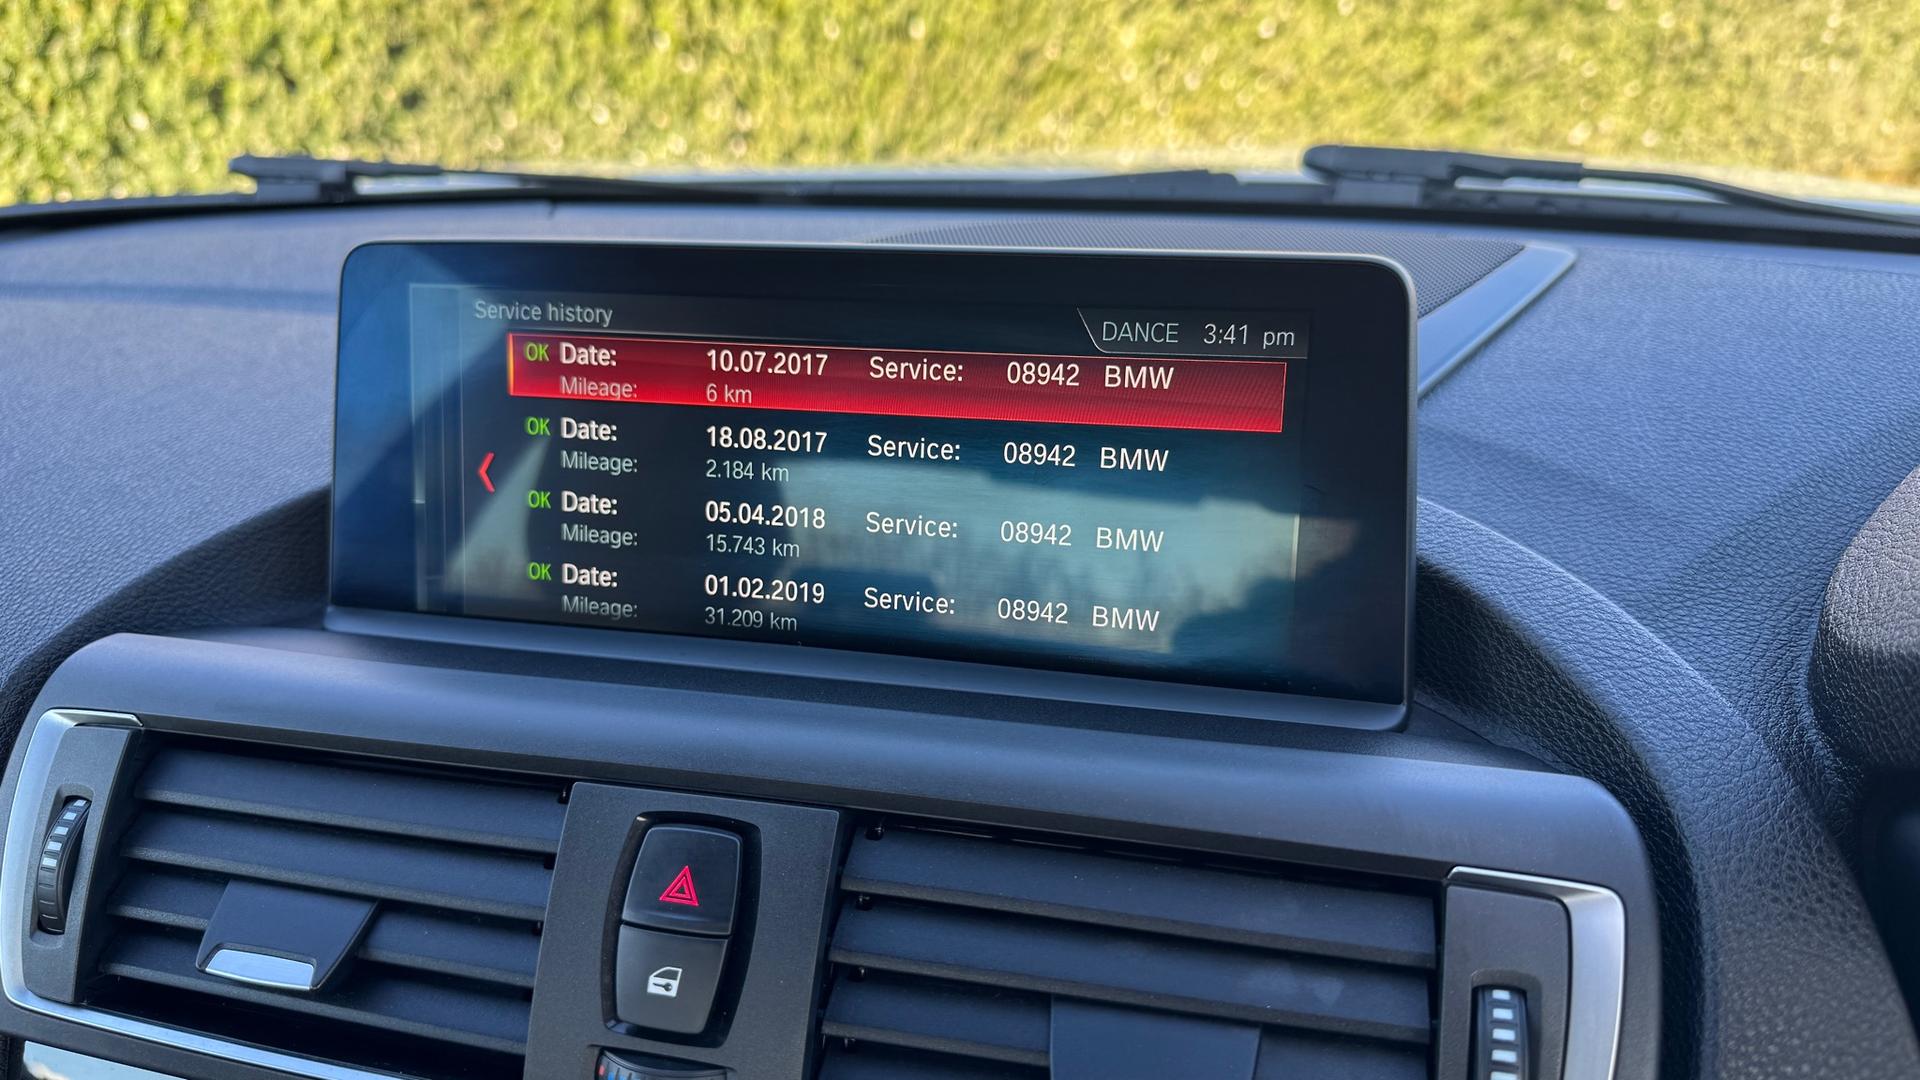 Service history
DANCE 3:41 pm
OK Date: 10.07.2017 Service: 08942 BMW
Mileage: 6 km
OK Date: 18.08.2017 Service: 08942 BMW
Mileage: 2.184 km
OK Date: 05.04.2018 Service: 08942 BMW
Mileage: 15.743 km
OK Date: 01.02.2019 Service: 08942 BMW
Mileage: 31.209 km